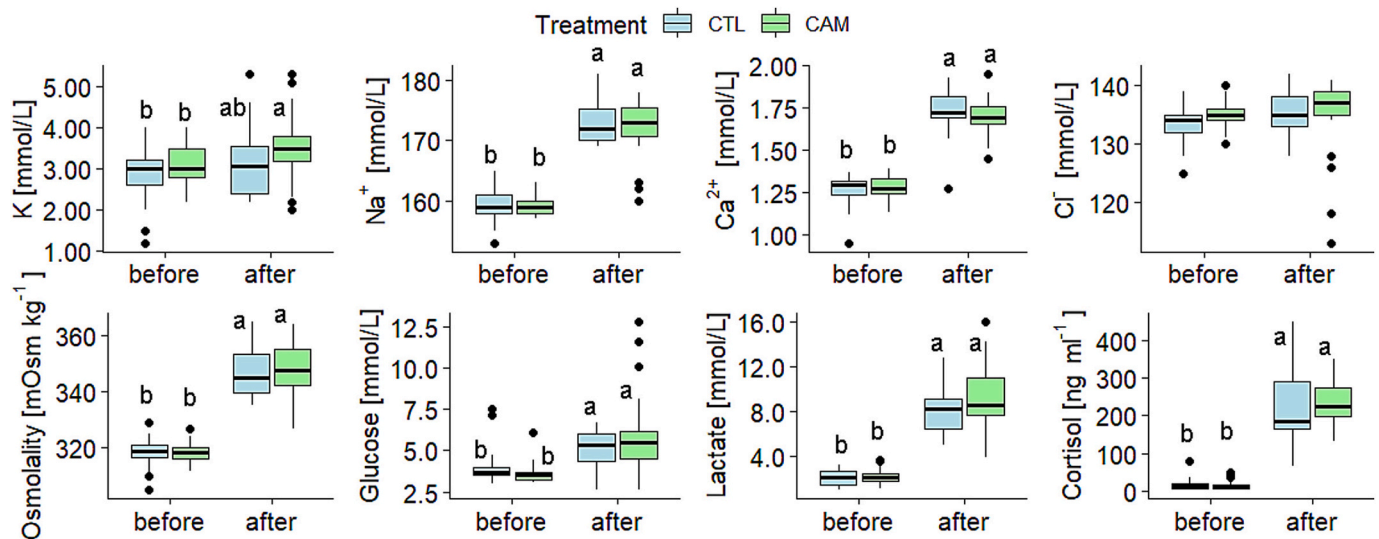 Treatment CTL CAM
K [mmol/L]
5.00
4.00
3.00
2.00
1.00
b b ab a
before after
Na⁺ [mmol/L]
180
170
160
b b a a
before after
Ca²⁺ [mmol/L]
2.00
1.75
1.50
1.25
1.00
b b a a
before after
Cl⁻ [mmol/L]
140
130
120
before after
Osmolality [mOsm kg⁻¹ ]
360
340
320
b b a a
before after
Glucose [mmol/L]
12.5
10.0
7.5
5.0
2.5
b b a a
before after
Lactate [mmol/L]
16.0
12.0
8.0
4.0
b b a a
before after
Cortisol [ng ml⁻¹ ]
400
300
200
100
0
b b a a
before after